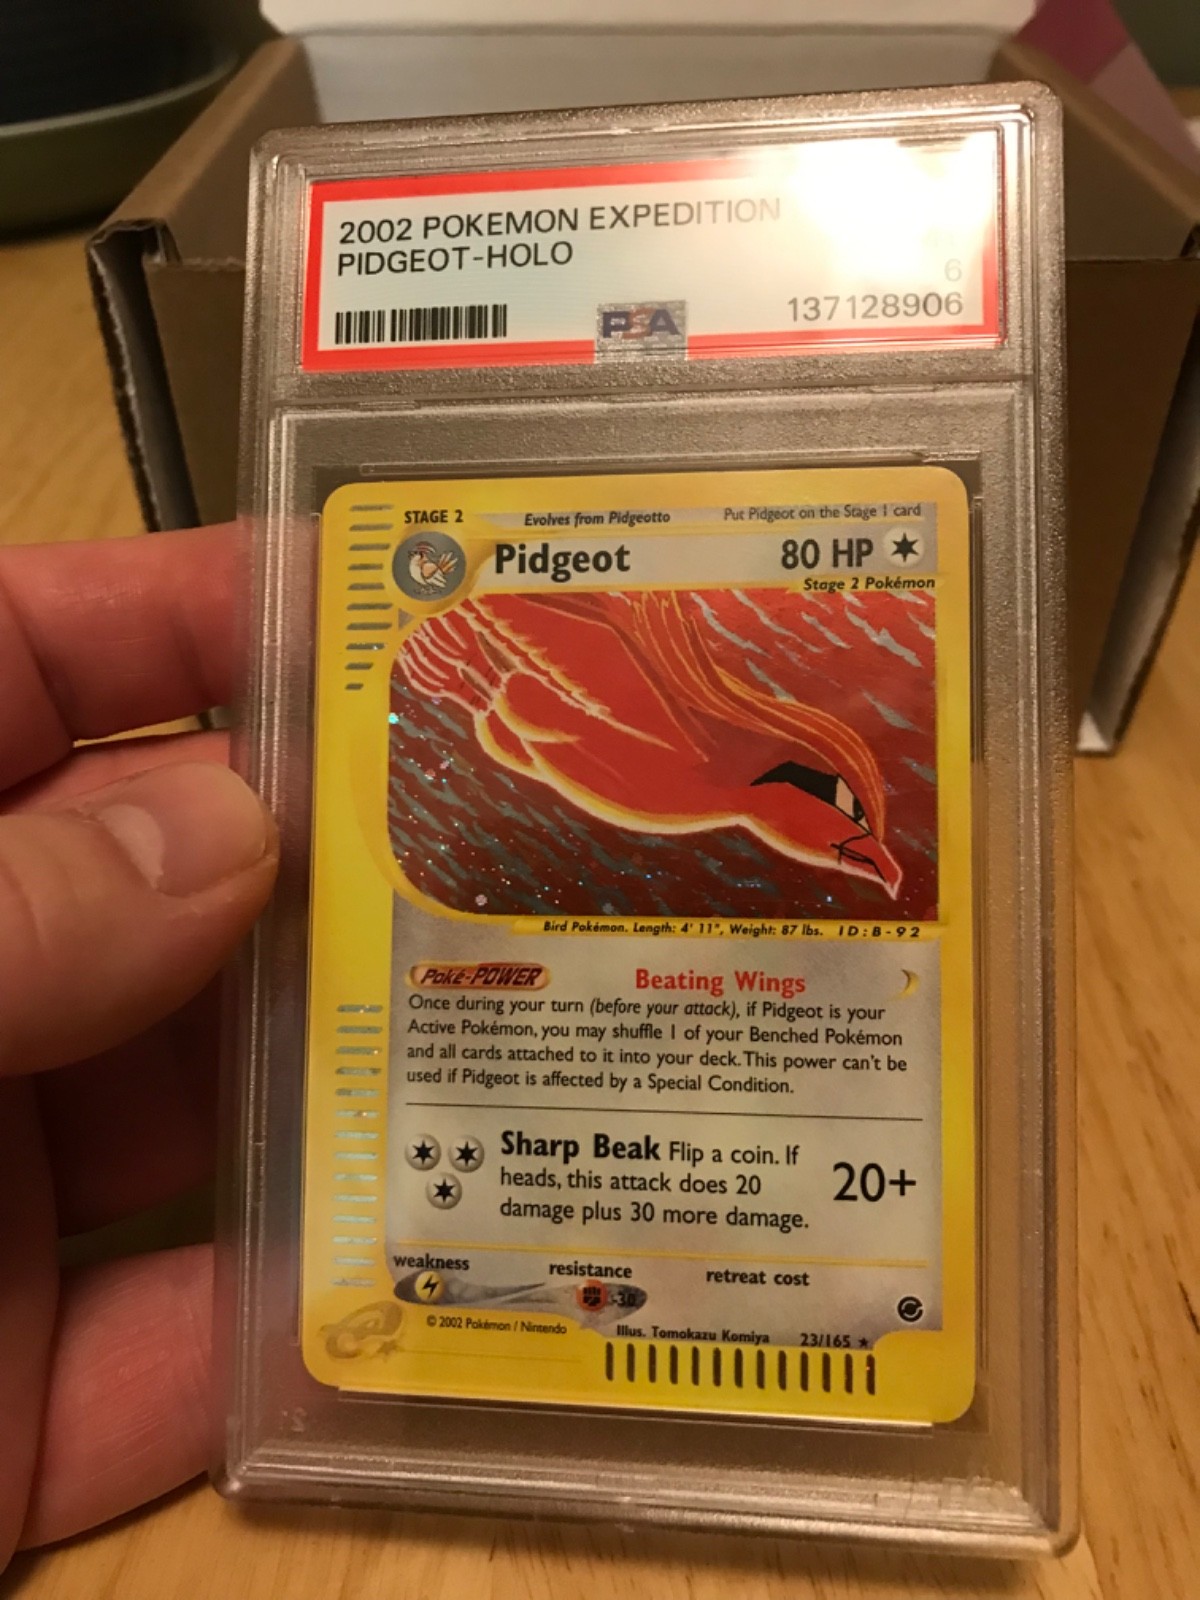 2002 POKEMON EXPEDITION
PIDGEOT-HOLO
6
137128906
PSA
STAGE 2
Evolves from Pidgeotto
Put Pidgeot on the Stage 1 card
Pidgeot
80 HP
Stage 2 Pokémon
Bird Pokémon. Length: 4' 11", Weight: 87 lbs. ID:B-92
Poké-POWER Beating Wings
Once during your turn (before your attack), if Pidgeot is your
Active Pokémon, you may shuffle 1 of your Benched Pokémon
and all cards attached to it into your deck. This power can't be
used if Pidgeot is affected by a Special Condition.
Sharp Beak Flip a coin. If
heads, this attack does 20
damage plus 30 more damage.
20+
weakness
resistance
retreat cost
-30
© 2002 Pokémon / Nintendo
Illus. Tomokazu Komiya
23/165 ★